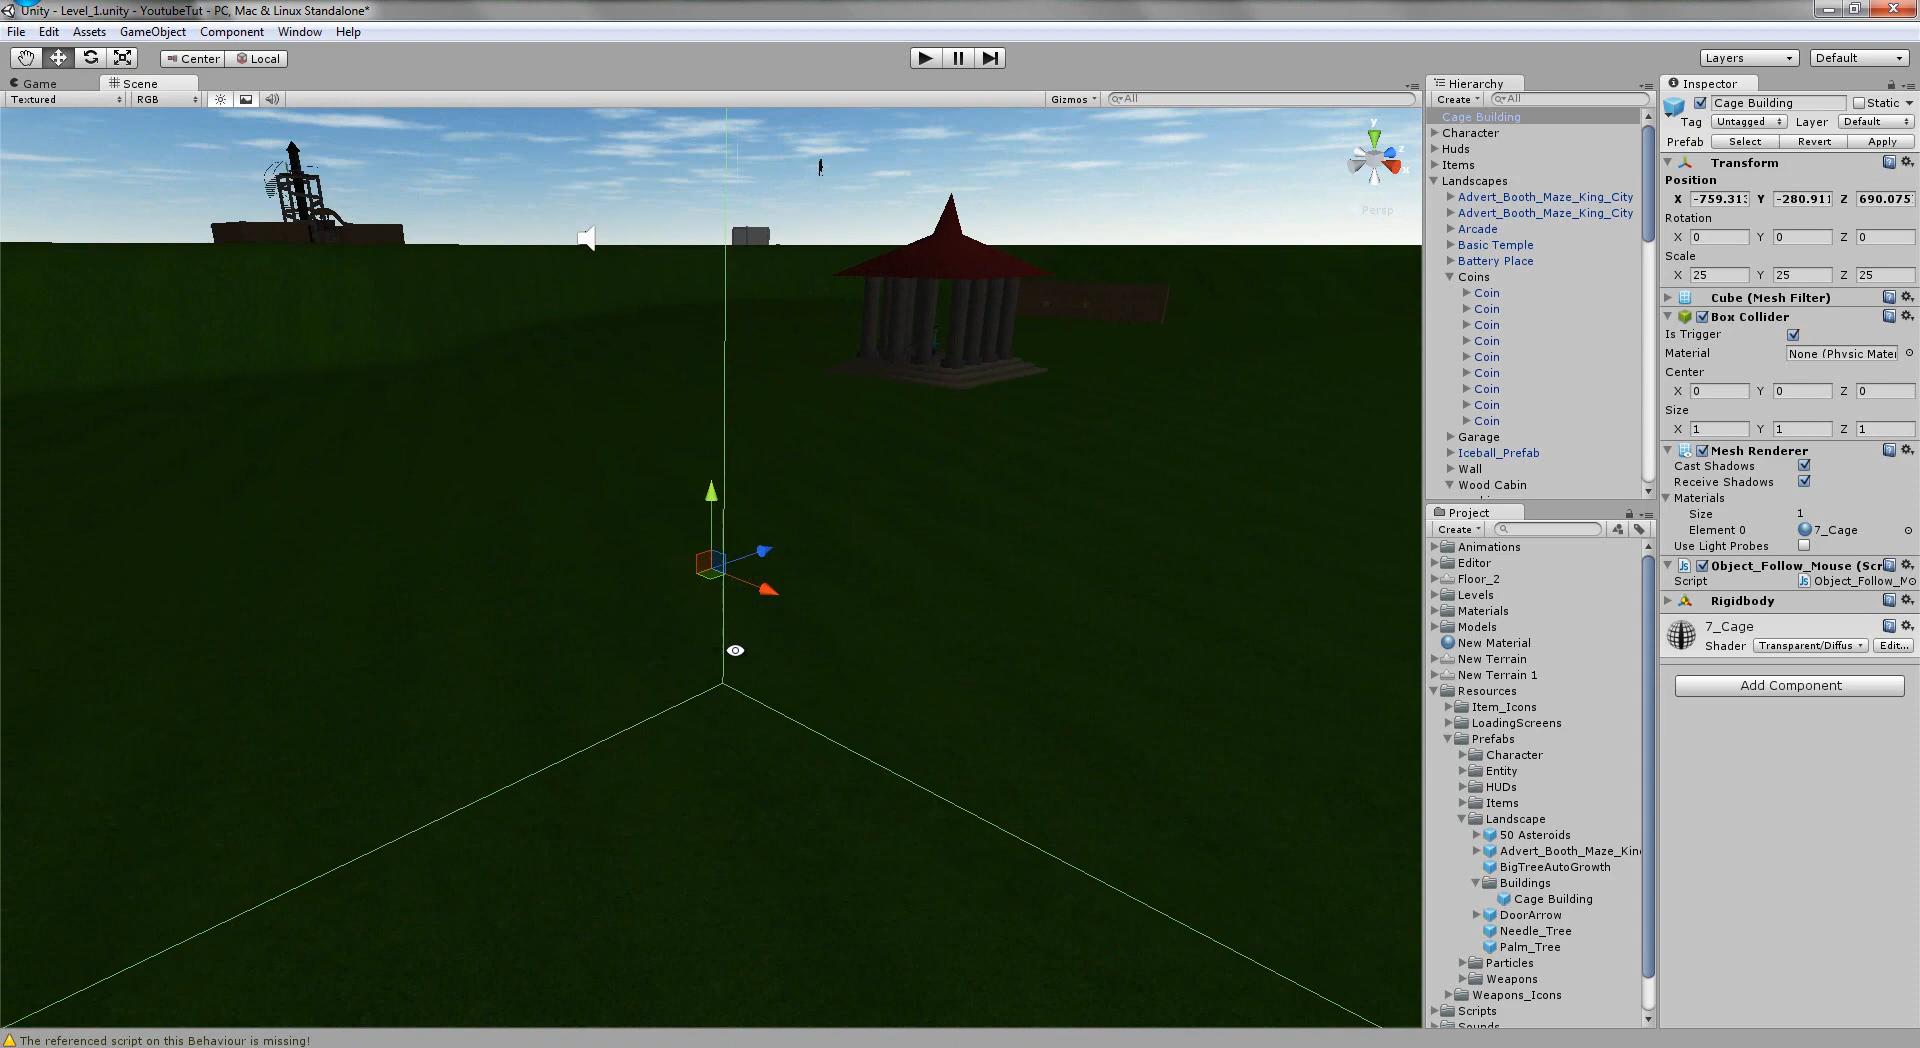 Unity - Level_1.unity - YoutubeTut - PC, Mac & Linux Standalone*
File Edit Assets GameObject Component Window Help
Center Local Layers Default
Game Scene
Textured RGB Gizmos All
Persp
y z x
Hierarchy
Create All
Cage Building
Character
Huds
Items
Landscapes
Advert_Booth_Maze_King_City
Advert_Booth_Maze_King_City
Arcade
Basic Temple
Battery Place
Coins
Coin
Coin
Coin
Coin
Coin
Coin
Coin
Coin
Coin
Garage
Iceball_Prefab
Wall
Wood Cabin
Project
Create
Animations
Editor
Floor_2
Levels
Materials
Models
New Material
New Terrain
New Terrain 1
Resources
Item_Icons
LoadingScreens
Prefabs
Character
Entity
HUDs
Items
Landscape
50 Asteroids
Advert_Booth_Maze_Kin
BigTreeAutoGrowth
Buildings
Cage Building
DoorArrow
Needle_Tree
Palm_Tree
Particles
Weapons
Weapons_Icons
Scripts
Sounds
Inspector
Cage Building Static
Tag Untagged Layer Default
Prefab Select Revert Apply
Transform
Position
X -759.313 Y -280.911 Z 690.075
Rotation
X 0 Y 0 Z 0
Scale
X 25 Y 25 Z 25
Cube (Mesh Filter)
Box Collider
Is Trigger
Material None (Physic Mater
Center
X 0 Y 0 Z 0
Size
X 1 Y 1 Z 1
Mesh Renderer
Cast Shadows
Receive Shadows
Materials
Size 1
Element 0 7_Cage
Use Light Probes
Object_Follow_Mouse (Scr
Script Object_Follow_M
Rigidbody
7_Cage
Shader Transparent/Diffus Edit...
Add Component
The referenced script on this Behaviour is missing!